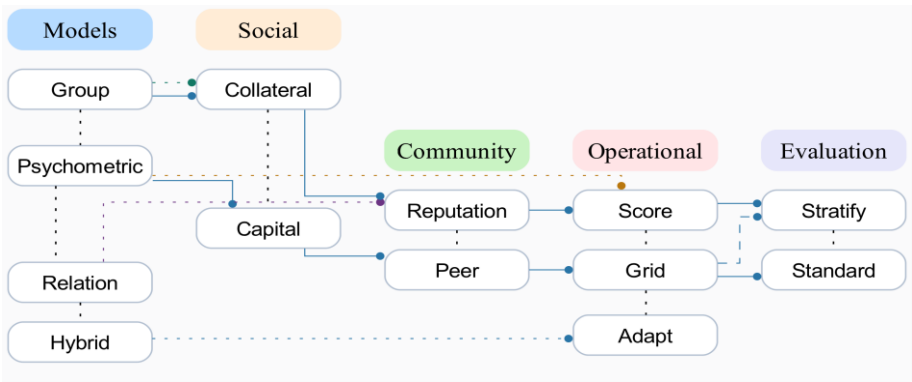 Models
Social
Group
Collateral
Community
Operational
Evaluation
Psychometric
Reputation
Score
Stratify
Capital
Peer
Grid
Standard
Relation
Hybrid
Adapt